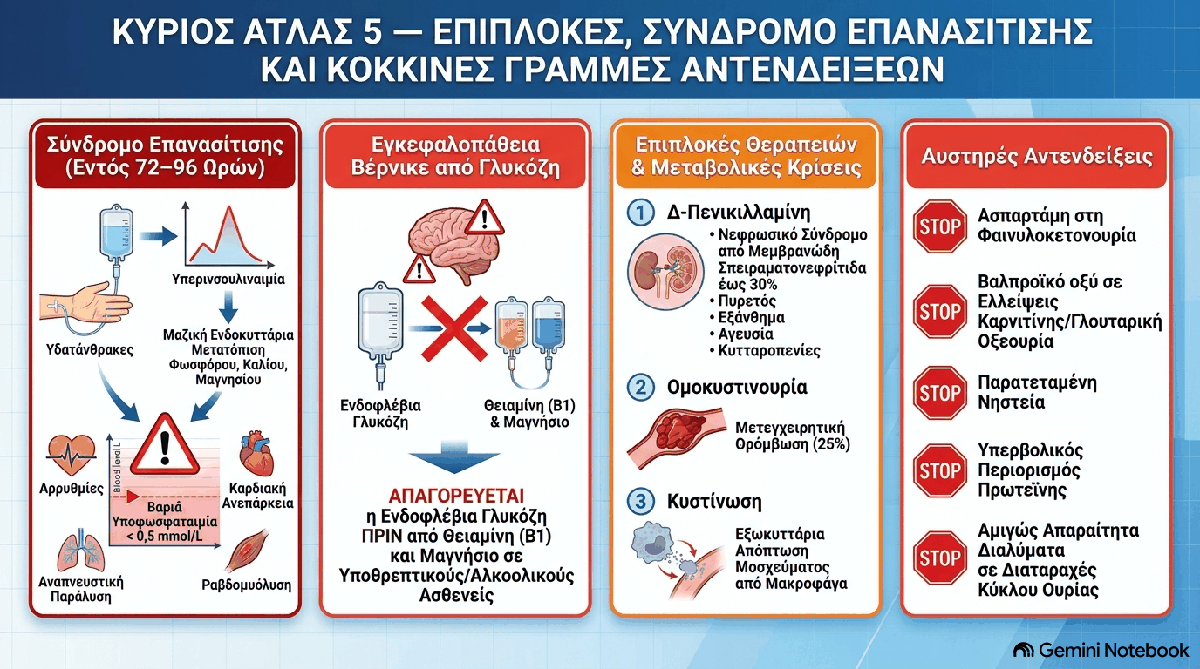 ΚΥΡΙΟΣ ΑΤΛΑΣ 5 — ΕΠΙΠΛΟΚΕΣ, ΣΥΝΔΡΟΜΟ ΕΠΑΝΑΣΙΤΙΣΗΣ
ΚΑΙ ΚΟΚΚΙΝΕΣ ΓΡΑΜΜΕΣ ΑΝΤΕΝΔΕΙΞΕΩΝ
Σύνδρομο Επανασίτισης
(Εντός 72–96 Ωρών)
Υπερινσουλιναιμία
Υδατάνθρακες
Μαζική Ενδοκυττάρια
Μετατόπιση
Φωσφόρου, Καλίου,
Μαγνησίου
Αρρυθμίες
Βαριά
Υποφωσφαταιμία
< 0,5 mmol/L
Καρδιακή
Ανεπάρκεια
Αναπνευστική
Παράλυση
Ραβδομυόλυση
Εγκεφαλοπάθεια
Βέρνικε από Γλυκόζη
Ενδοφλέβια
Γλυκόζη
Θειαμίνη (Β1)
& Μαγνήσιο
ΑΠΑΓΟΡΕΥΕΤΑΙ
η Ενδοφλέβια Γλυκόζη
ΠΡΙΝ από Θειαμίνη (Β1)
και Μαγνήσιο σε
Υποθρεπτικούς/Αλκοολικούς
Ασθενείς
Επιπλοκές Θεραπειών
& Μεταβολικές Κρίσεις
1 Δ-Πενικιλλαμίνη
• Νεφρωσικό Σύνδρομο
από Μεμβρανώδη
Σπειραματονεφρίτιδα
έως 30%
• Πυρετός
• Εξάνθημα
• Αγευσία
• Κυτταροπενίες
2 Ομοκυστινουρία
Μετεγχειρητική
Θρόμβωση (25%)
3 Κυστίνωση
Εξωκυττάρια
Απόπτωση
Μοσχεύματος
από Μακροφάγα
Αυστηρές Αντενδείξεις
STOP
Ασπαρτάμη στη
Φαινυλοκετονουρία
STOP
Βαλπροϊκό οξύ σε
Ελλείψεις
Καρνιτίνης/Γλουταρική
Οξεουρία
STOP
Παρατεταμένη
Νηστεία
STOP
Υπερβολικός
Περιορισμός
Πρωτεΐνης
STOP
Αμιγώς Απαραίτητα
Διαλύματα
σε Διαταραχές
Κύκλου Ουρίας
Gemini Notebook